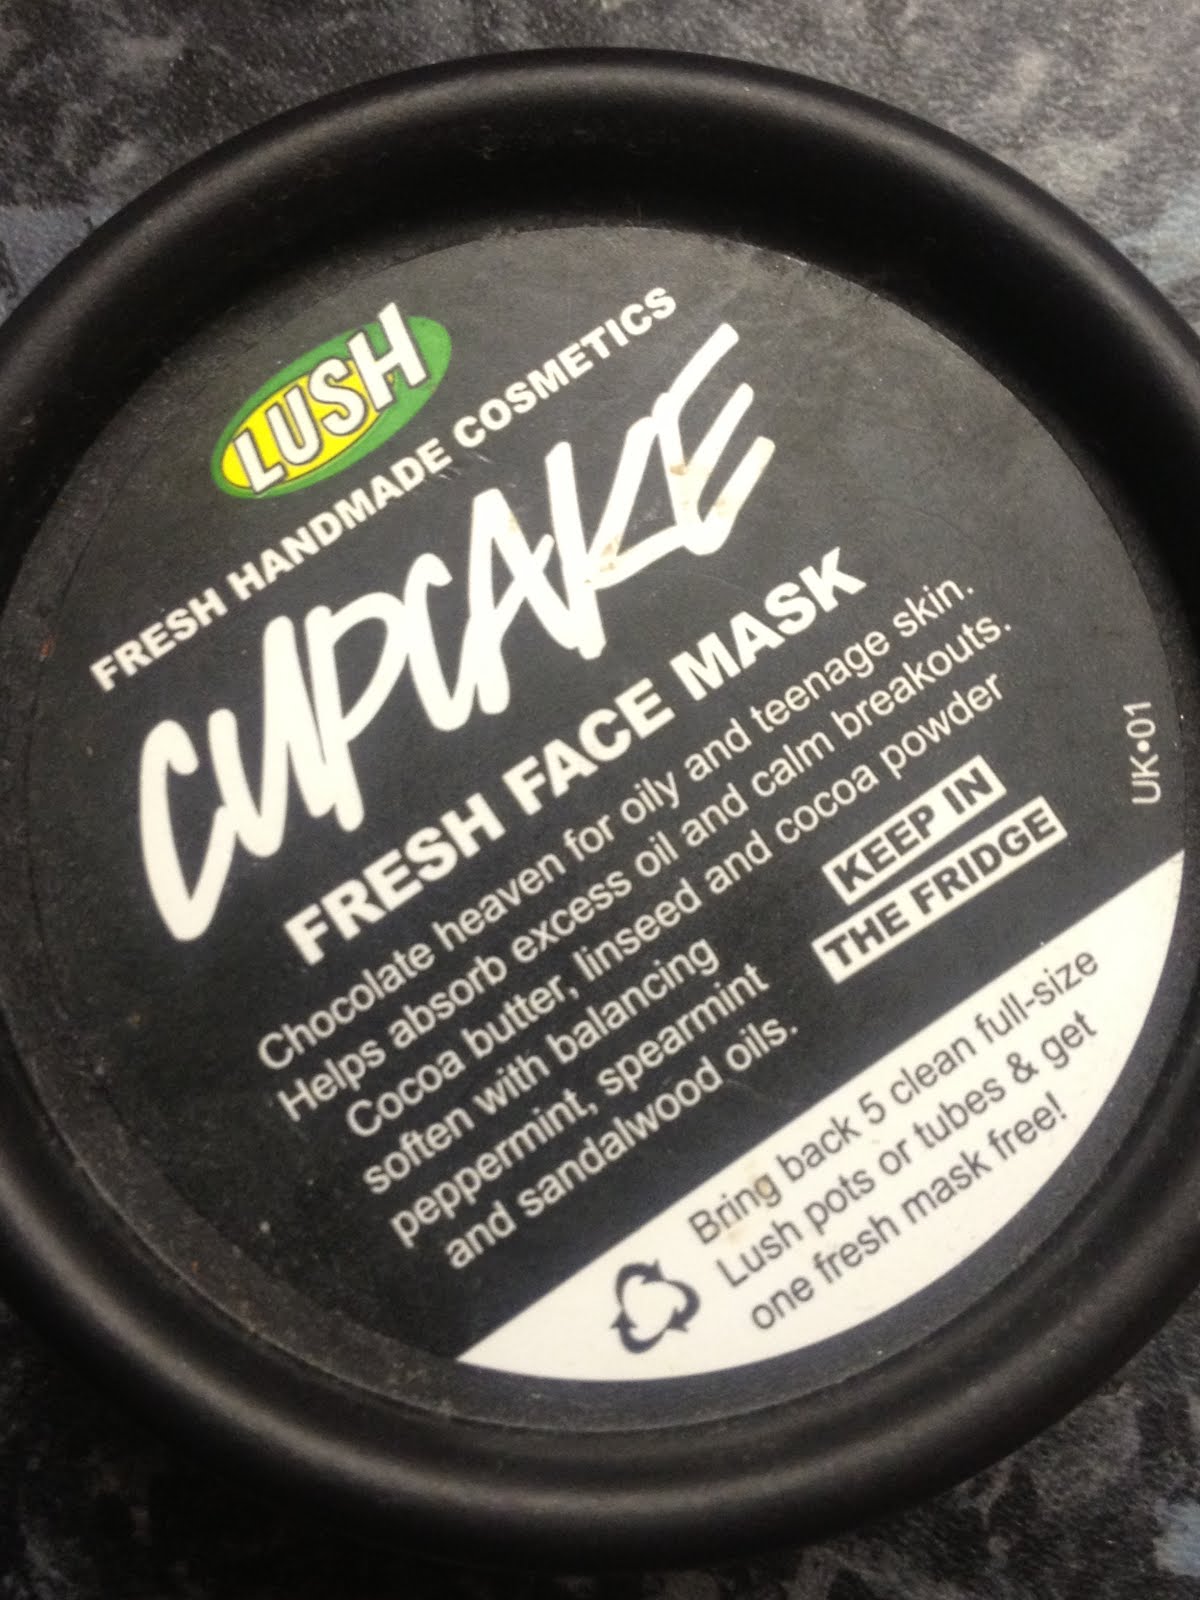 LUSH
FRESH HANDMADE COSMETICS
CUPCAKE
FRESH FACE MASK
Chocolate heaven for oily and teenage skin.
Helps absorb excess oil and calm breakouts.
Cocoa butter, linseed and cocoa powder
soften with balancing
peppermint, spearmint
and sandalwood oils.
KEEP IN
THE FRIDGE
UK•01
Bring back 5 clean full-size
Lush pots or tubes & get
one fresh mask free!